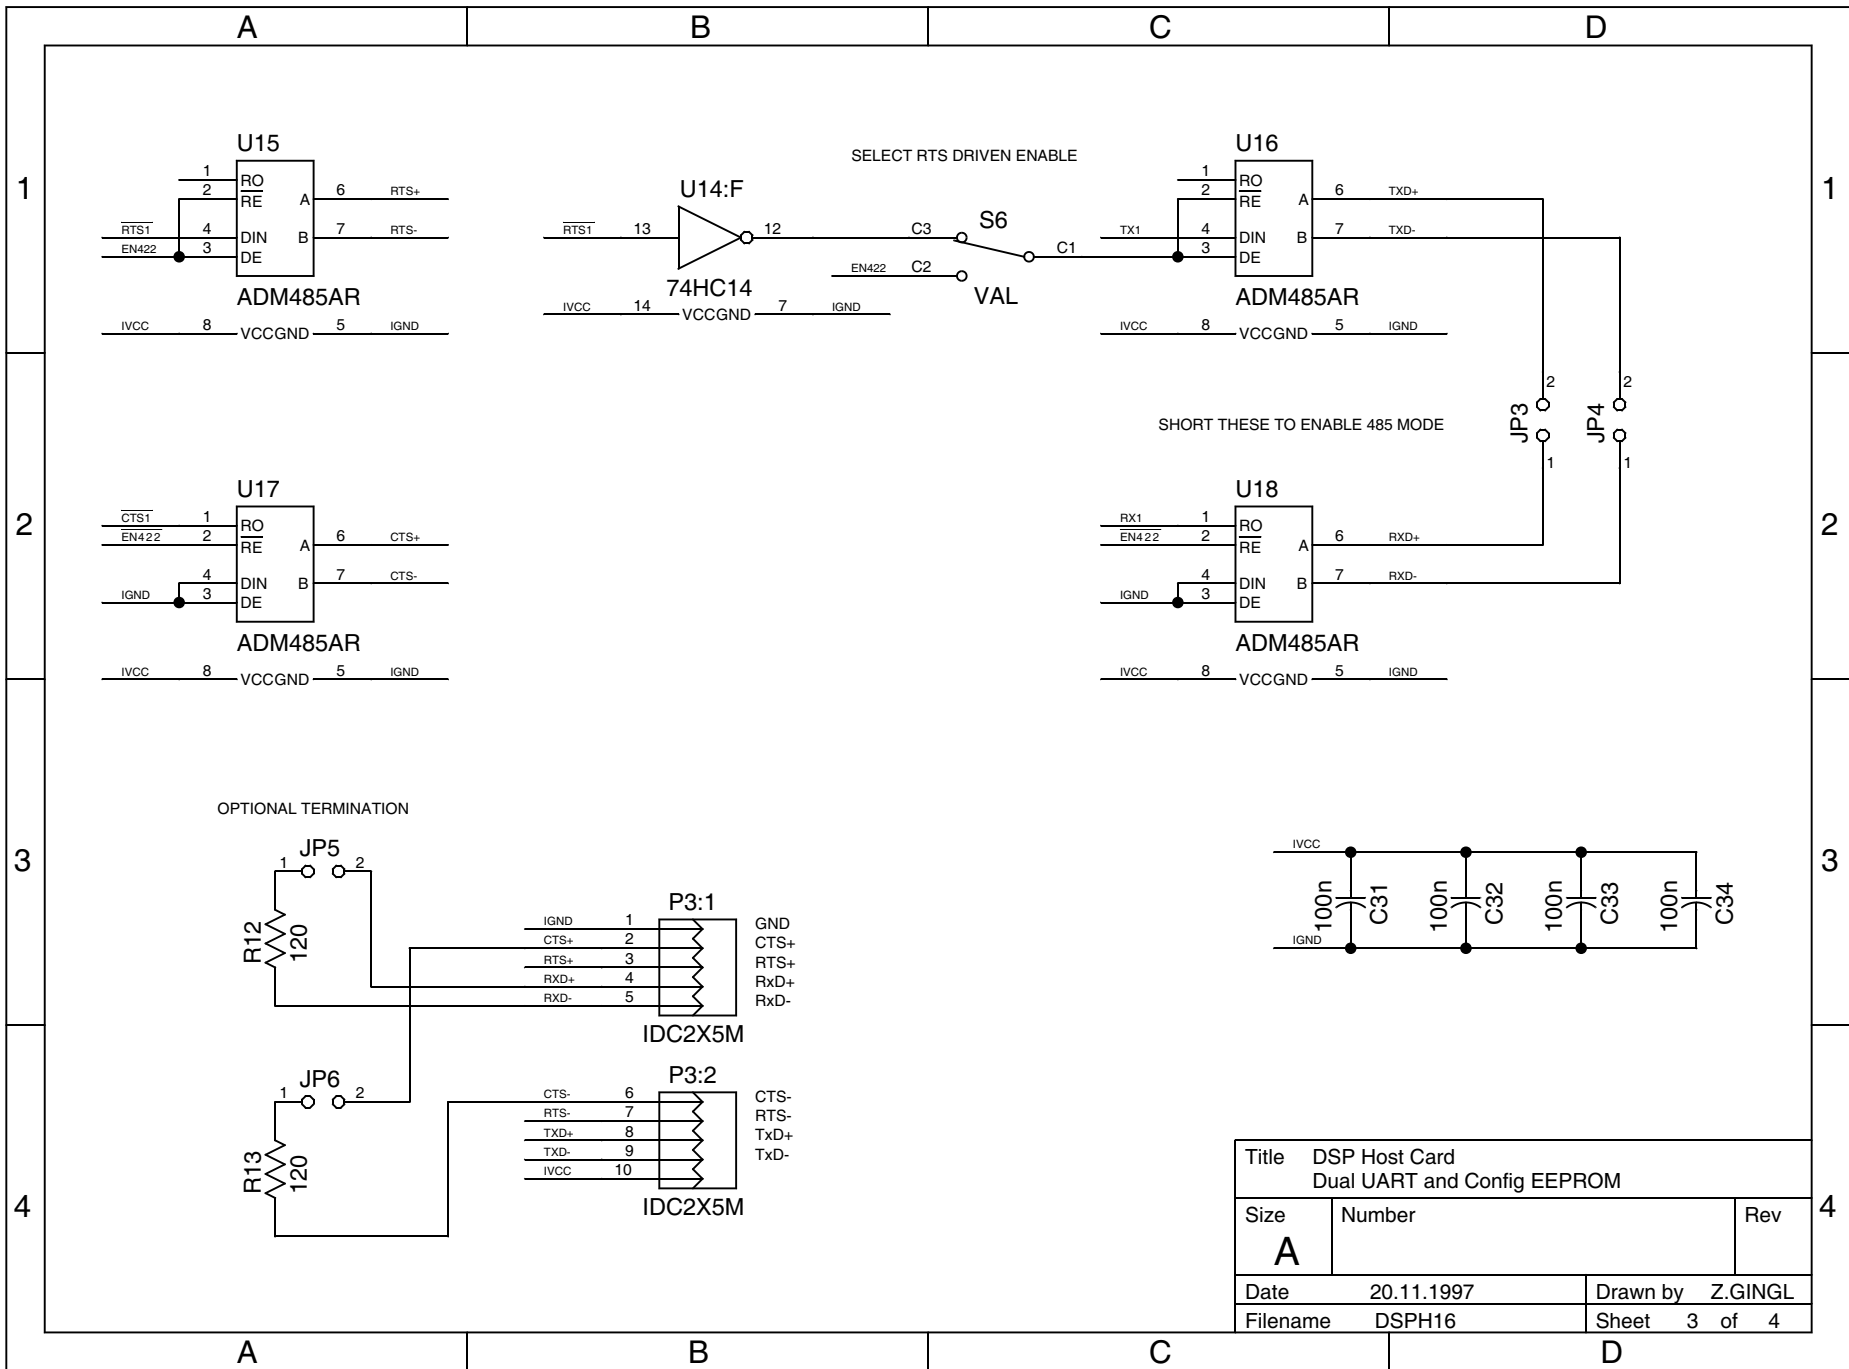 A B C D
1 1
2 2
3 3
4 4
U15
1 RO
2 RE
A 6 RTS+
RTS1 4 DIN
B 7 RTS-
EN422 3 DE
ADM485AR
IVCC 8 VCCGND 5 IGND
U14:F
RTS1 13 12
74HC14
IVCC 14 VCCGND 7 IGND
SELECT RTS DRIVEN ENABLE
C3 S6
C1
EN422 C2
VAL
U16
1 RO
2 RE
A 6 TXD+
TX1 4 DIN
B 7 TXD-
3 DE
ADM485AR
IVCC 8 VCCGND 5 IGND
SHORT THESE TO ENABLE 485 MODE
2 JP3 1
2 JP4 1
U17
CTS1 1 RO
EN422 2 RE
A 6 CTS+
4 DIN
B 7 CTS-
IGND 3 DE
ADM485AR
IVCC 8 VCCGND 5 IGND
U18
RX1 1 RO
EN422 2 RE
A 6 RXD+
4 DIN
B 7 RXD-
IGND 3 DE
ADM485AR
IVCC 8 VCCGND 5 IGND
OPTIONAL TERMINATION
JP5
1 2
R12 120
P3:1
IGND 1 GND
CTS+ 2 CTS+
RTS+ 3 RTS+
RXD+ 4 RxD+
RXD- 5 RxD-
IDC2X5M
JP6
1 2
R13 120
P3:2
CTS- 6 CTS-
RTS- 7 RTS-
TXD+ 8 TxD+
TXD- 9 TxD-
IVCC 10
IDC2X5M
IVCC
100n C31 100n C32 100n C33 100n C34
IGND
Title DSP Host Card
Dual UART and Config EEPROM
Size Number Rev
A
Date 20.11.1997 Drawn by Z.GINGL
Filename DSPH16 Sheet 3 of 4
A B C D